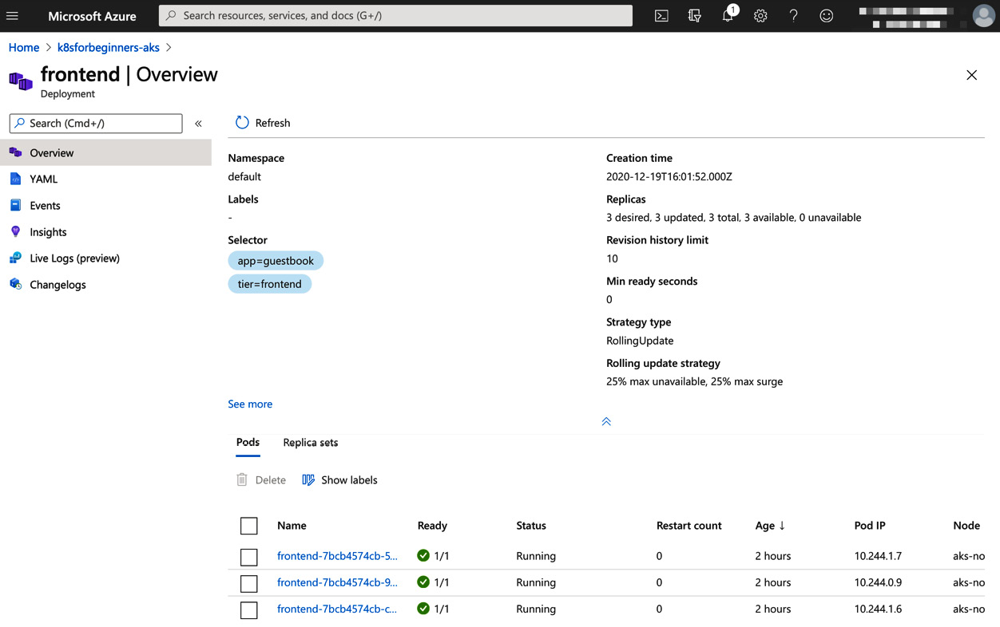 Microsoft Azure
Search resources, services, and docs (G+/)
1
Home > k8sforbeginners-aks >
frontend | Overview
Deployment
Search (Cmd+/)
«
Refresh
Overview
YAML
Events
Insights
Live Logs (preview)
Changelogs
Namespace
default
Labels
-
Selector
app=guestbook
tier=frontend
See more
Creation time
2020-12-19T16:01:52.000Z
Replicas
3 desired, 3 updated, 3 total, 3 available, 0 unavailable
Revision history limit
10
Min ready seconds
0
Strategy type
RollingUpdate
Rolling update strategy
25% max unavailable, 25% max surge
Pods Replica sets
Delete Show labels
Name Ready Status Restart count Age ↓ Pod IP Node
frontend-7bcb4574cb-5... 1/1 Running 0 2 hours 10.244.1.7 aks-no
frontend-7bcb4574cb-9... 1/1 Running 0 2 hours 10.244.0.9 aks-no
frontend-7bcb4574cb-c... 1/1 Running 0 2 hours 10.244.1.6 aks-no